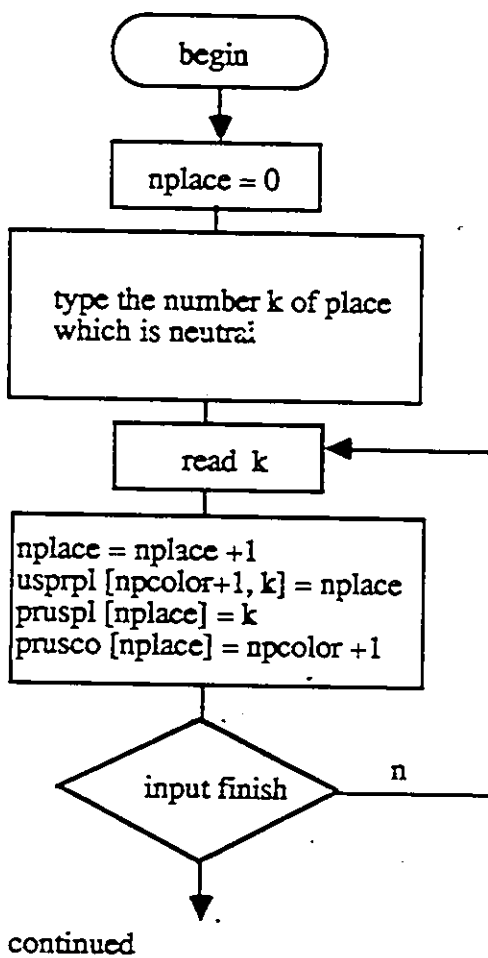 begin
nplace = 0
type the number k of place
which is neutral
read k
nplace = nplace +1
usprpl [npcolor+1, k] = nplace
pruspl [nplace] = k
prusco [nplace] = npcolor +1
input finish
n
continued